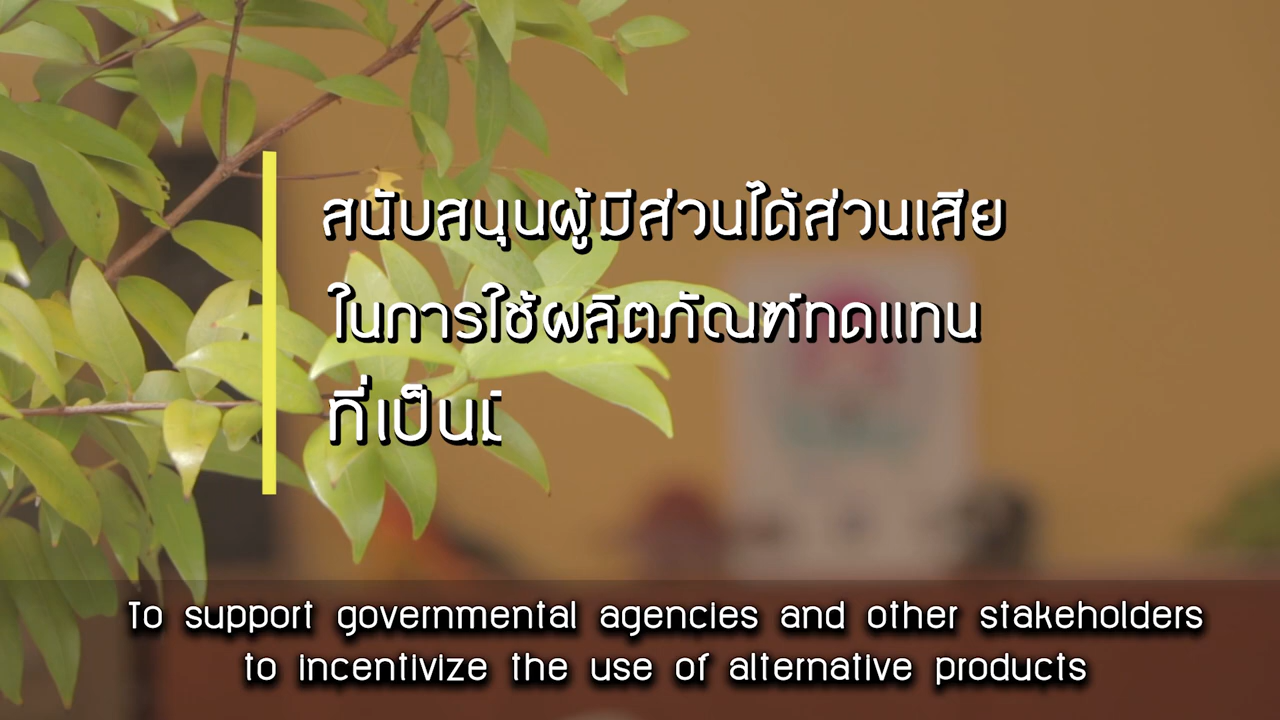 สนับสนุนผู้มีส่วนได้ส่วนเสีย
ในการใช้ผลิตภัณฑ์ทดแทน
ที่เป็น
To support governmental agencies and other stakeholders
to incentivize the use of alternative products